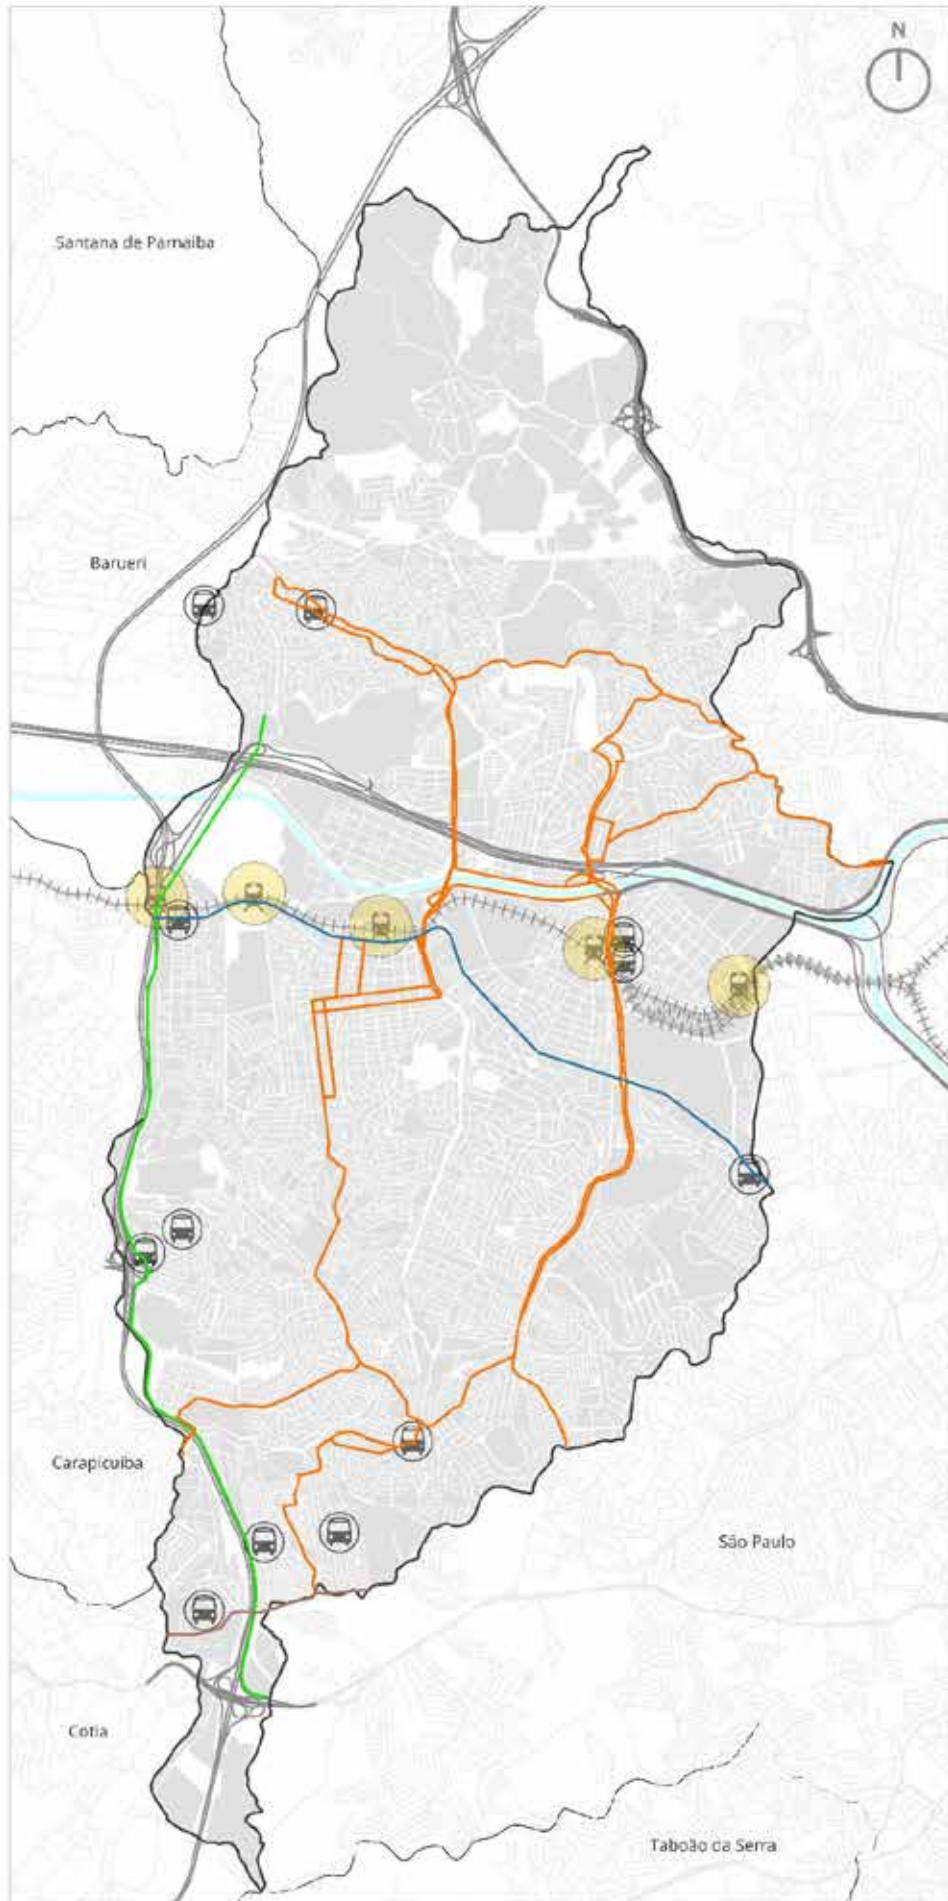 N
Santana de Parnaíba
Barueri
Carapicuíba
São Paulo
Cotia
Taboão da Serra